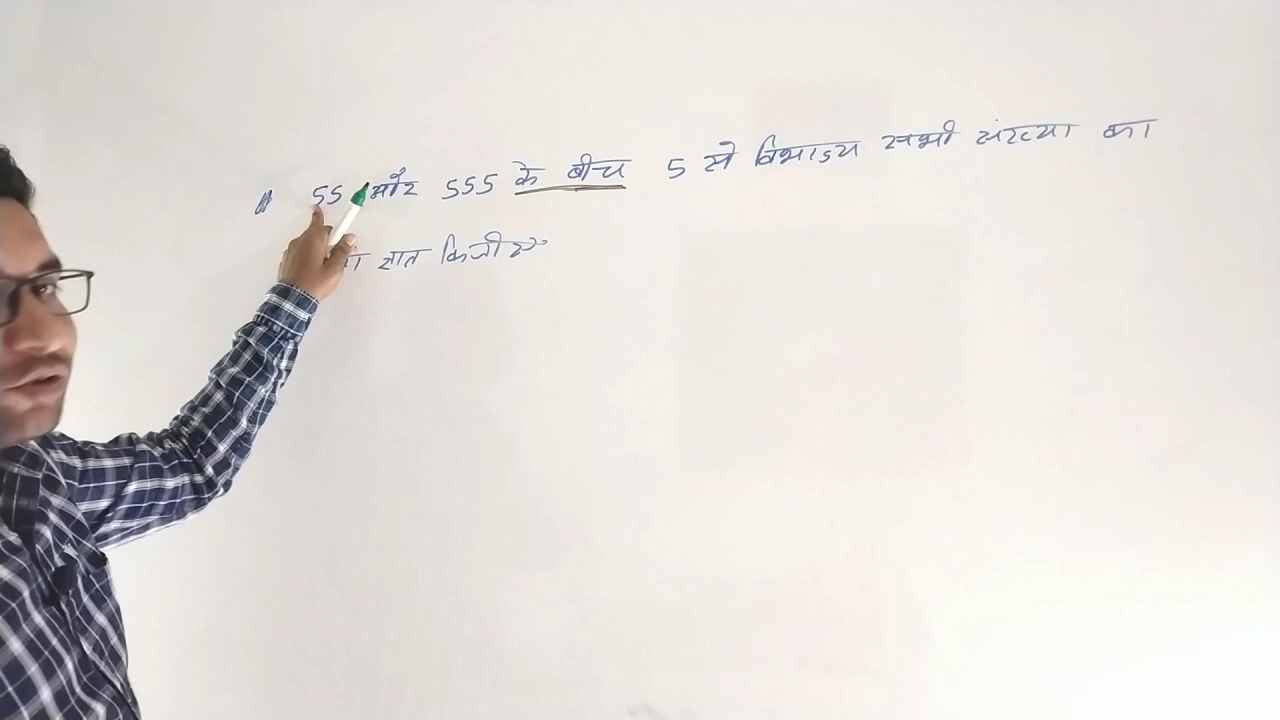 55 और 555 के बीच 5 से विभाज्य सभी संख्या का
ज्ञात किजीए